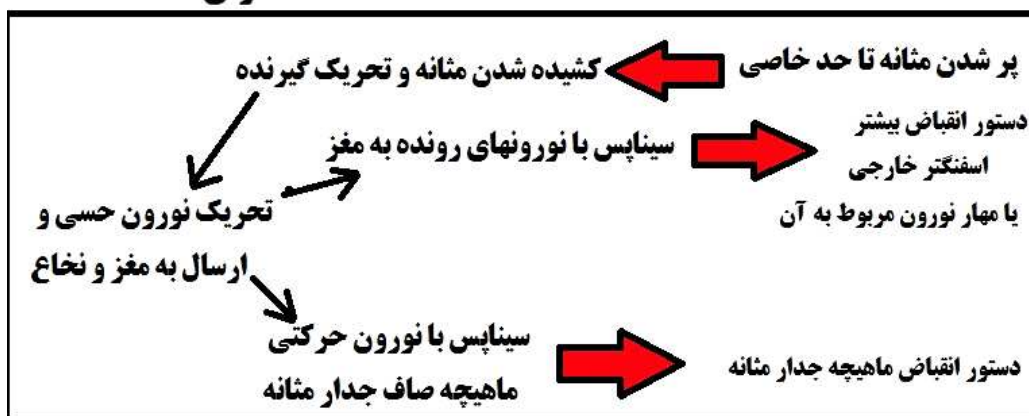 پر شدن مثانه تا حد خاصی
کشیده شدن مثانه و تحریک گیرنده
دستور انقباض بیشتر
اسفنگتر خارجی
یا مهار نورون مربوط به آن
سیناپس با نورونهای رونده به مغز
تحریک نورون حسی و
ارسال به مغز و نخاع
سیناپس با نورون حرکتی
ماهیچه صاف جدار مثانه
دستور انقباض ماهیچه جدار مثانه